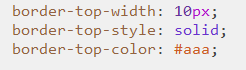 border-top-width: 10px;
border-top-style: solid;
border-top-color: #aaa;